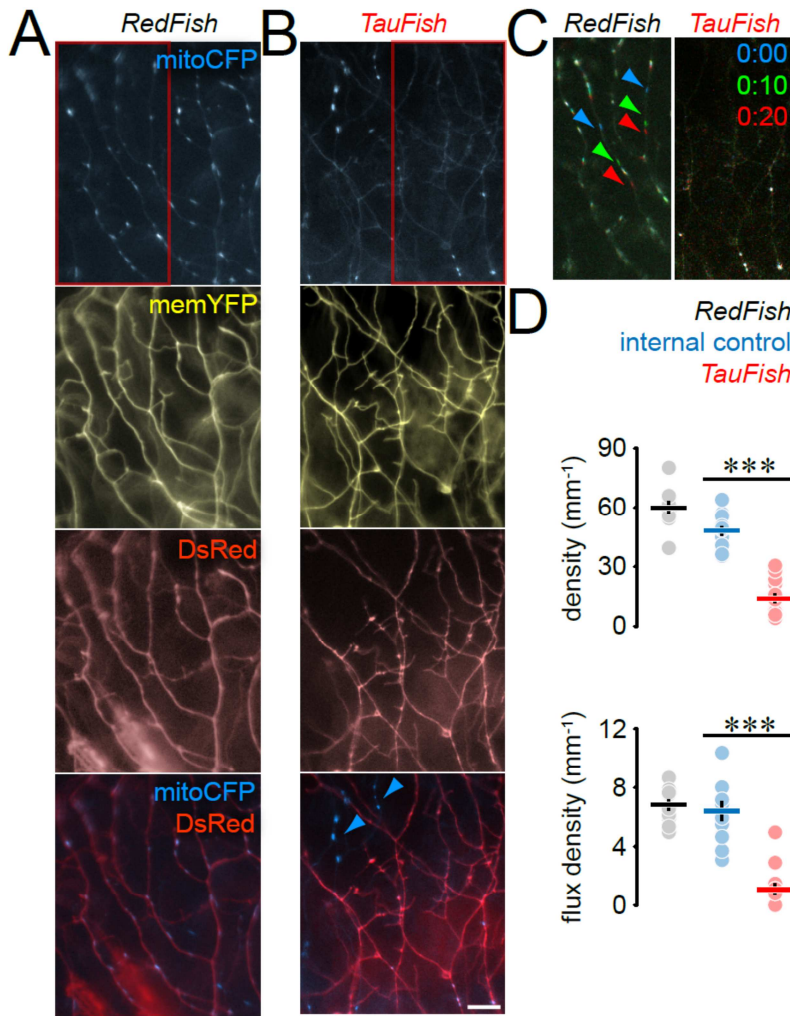 A
RedFish
mitoCFP
memYFP
DsRed
mitoCFP
DsRed
B
TauFish
C
RedFish
TauFish
0:00
0:10
0:20
D
RedFish
internal control
TauFish
density (mm⁻¹)
90
60
30
0
***
flux density (mm⁻¹)
12
8
4
0
***